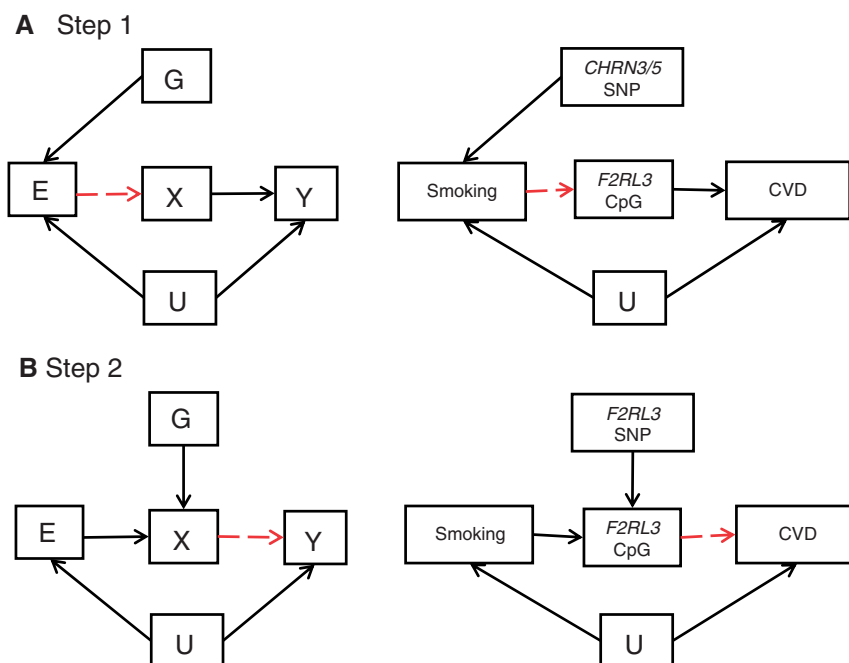 A Step 1
G
CHRN3/5
SNP
E
X
Y
Smoking
F2RL3
CpG
CVD
U
U
B Step 2
G
F2RL3
SNP
E
X
Y
Smoking
F2RL3
CpG
CVD
U
U